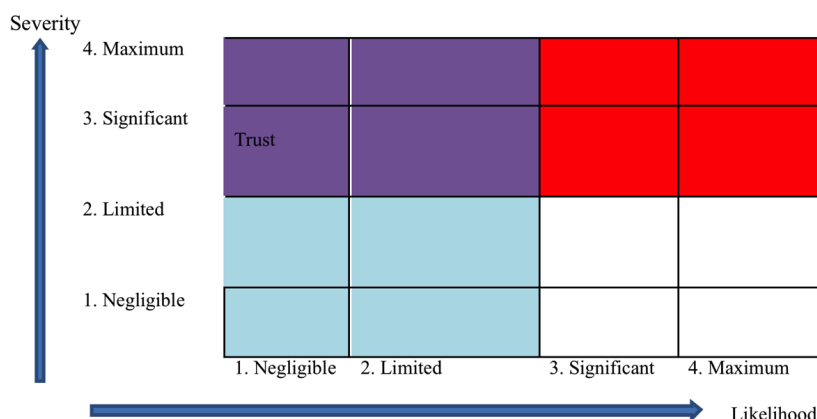 Severity
4. Maximum
3. Significant
Trust
2. Limited
1. Negligible
1. Negligible 2. Limited 3. Significant 4. Maximum
Likelihood